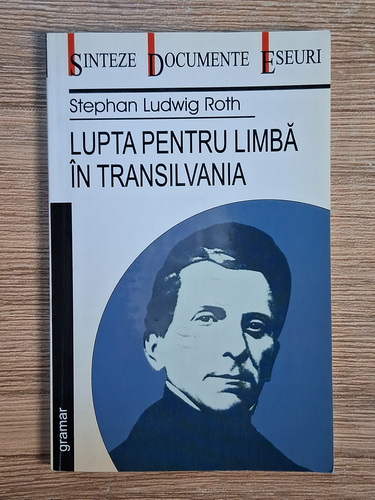 SINTEZE DOCUMENTE ESEURI
Stephan Ludwig Roth
LUPTA PENTRU LIMBĂ
ÎN TRANSILVANIA
gramar